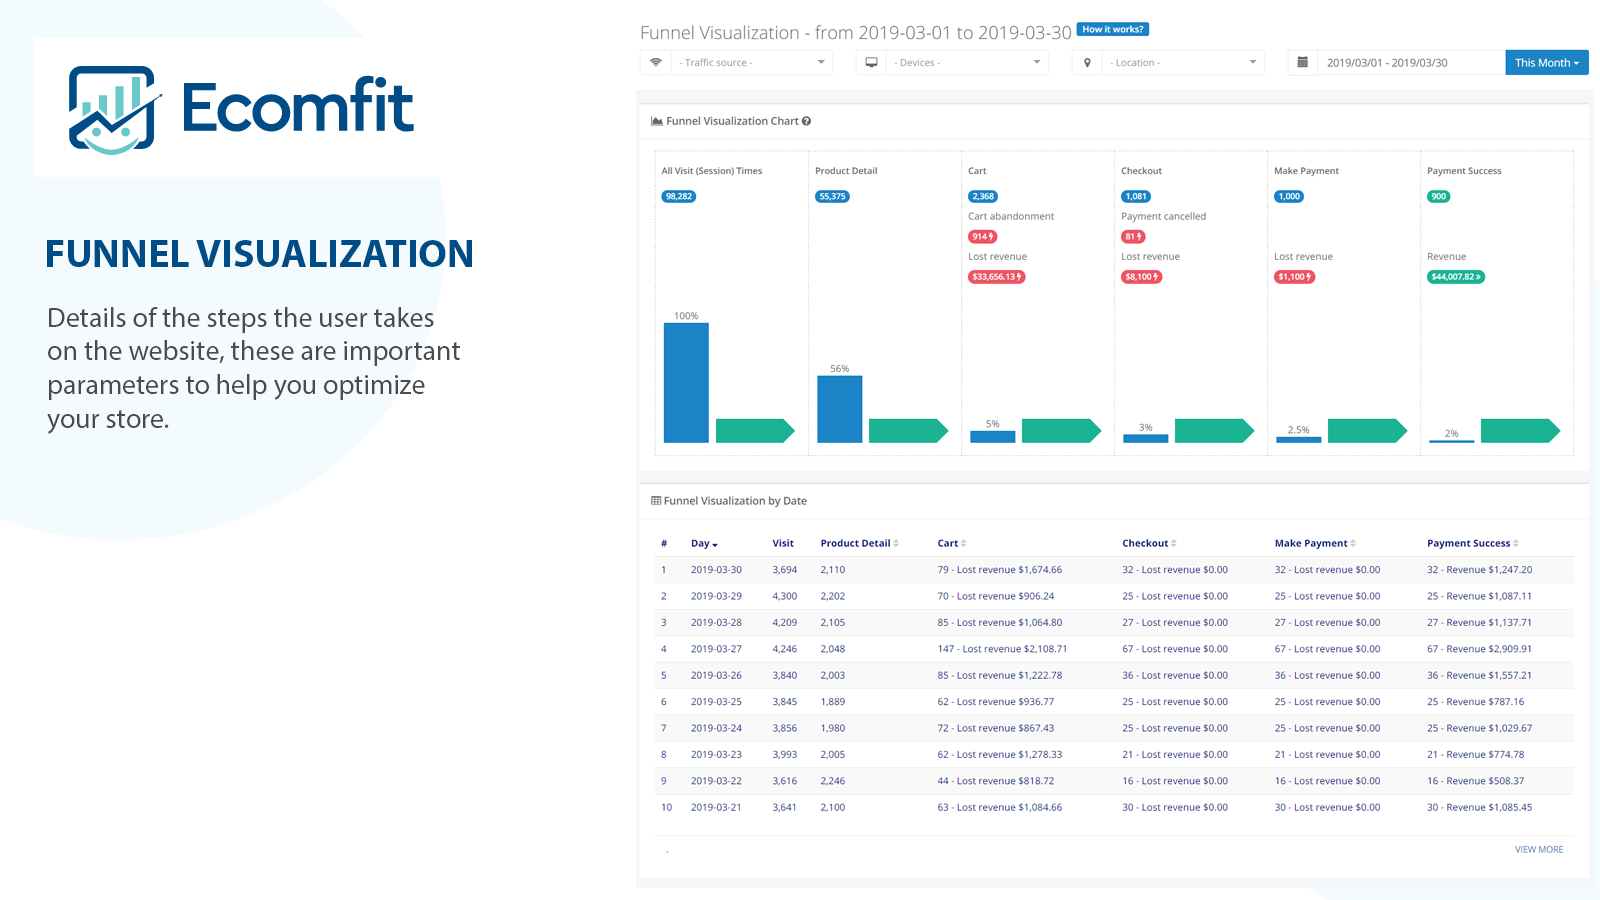 Ecomfit
FUNNEL VISUALIZATION
Details of the steps the user takes
on the website, these are important
parameters to help you optimize
your store.
Funnel Visualization - from 2019-03-01 to 2019-03-30 How it works?
- Traffic source - - Devices - - Location - 2019/03/01 - 2019/03/30 This Month
Funnel Visualization Chart
All Visit (Session) Times Product Detail Cart Checkout Make Payment Payment Success
98,282 55,375 2,368 1,081 1,000 900
Cart abandonment Payment cancelled
914 81
Lost revenue Lost revenue Lost revenue Revenue
$33,656.13 $8,100 $1,100 $44,007.82 »
100% 56% 5% 3% 2.5% 2%
Funnel Visualization by Date
# Day Visit Product Detail Cart Checkout Make Payment Payment Success
1 2019-03-30 3,694 2,110 79 - Lost revenue $1,674.66 32 - Lost revenue $0.00 32 - Lost revenue $0.00 32 - Revenue $1,247.20
2 2019-03-29 4,300 2,202 70 - Lost revenue $906.24 25 - Lost revenue $0.00 25 - Lost revenue $0.00 25 - Revenue $1,087.11
3 2019-03-28 4,209 2,105 85 - Lost revenue $1,064.80 27 - Lost revenue $0.00 27 - Lost revenue $0.00 27 - Revenue $1,137.71
4 2019-03-27 4,246 2,048 147 - Lost revenue $2,108.71 67 - Lost revenue $0.00 67 - Lost revenue $0.00 67 - Revenue $2,909.91
5 2019-03-26 3,840 2,003 85 - Lost revenue $1,222.78 36 - Lost revenue $0.00 36 - Lost revenue $0.00 36 - Revenue $1,557.21
6 2019-03-25 3,845 1,889 62 - Lost revenue $936.77 25 - Lost revenue $0.00 25 - Lost revenue $0.00 25 - Revenue $787.16
7 2019-03-24 3,856 1,980 72 - Lost revenue $867.43 25 - Lost revenue $0.00 25 - Lost revenue $0.00 25 - Revenue $1,029.67
8 2019-03-23 3,993 2,005 62 - Lost revenue $1,278.33 21 - Lost revenue $0.00 21 - Lost revenue $0.00 21 - Revenue $774.78
9 2019-03-22 3,616 2,246 44 - Lost revenue $818.72 16 - Lost revenue $0.00 16 - Lost revenue $0.00 16 - Revenue $508.37
10 2019-03-21 3,641 2,100 63 - Lost revenue $1,084.66 30 - Lost revenue $0.00 30 - Lost revenue $0.00 30 - Revenue $1,085.45
VIEW MORE